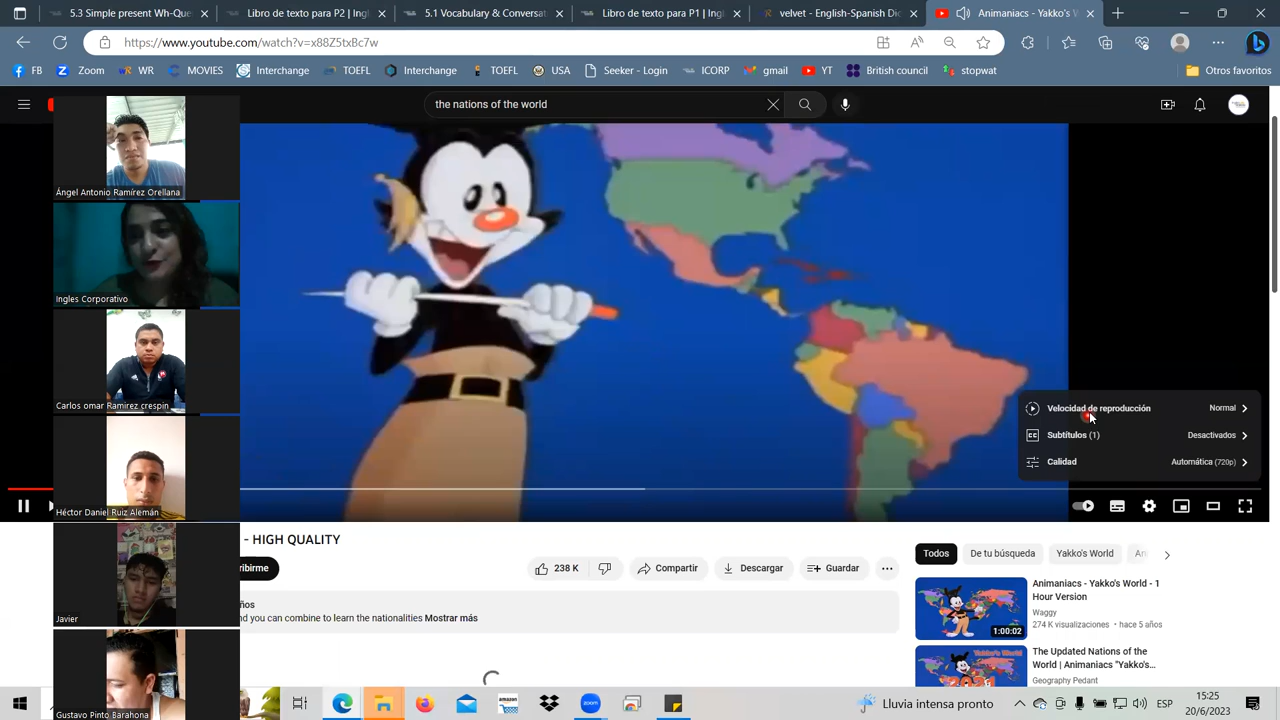 5.1 Vocabulary & Conversat
Libro de texto para P2 | Ingl
5.1 Vocabulary & Conversat
Libro de texto para P1 | Ingl
velvet - English-Spanish Dic
Animaniacs - Yakko's W
https://www.youtube.com/watch?v=x88Z5txBc7w
FB
Zoom
WR
MOVIES
Interchange
TOEFL
Interchange
TOEFL
USA
Seeker - Login
ICORP
gmail
YT
British council
stopwat
Otros favoritos
the nations of the world
Ángel Antonio Ramírez Orellana
Ingles Corporativo
Carlos omar Ramirez crespin
Héctor Daniel Ruiz Alemán
Javier
Gustavo Pinto Barahona
Velocidad de reproducción
Normal
Subtítulos (1)
Desactivados
Calidad
Automática (720p)
- HIGH QUALITY
ribirme
238 K
Compartir
Descargar
Guardar
ños
nd you can combine to learn the nationalities Mostrar más
Todos
De tu búsqueda
Yakko's World
Animaniacs - Yakko's World - 1
Hour Version
Waggy
274 K visualizaciones • hace 5 años
1:00:02
The Updated Nations of the
World | Animaniacs "Yakko's...
Geography Pedant
amazon
zoom
Lluvia intensa pronto
ESP
15:25
20/6/2023